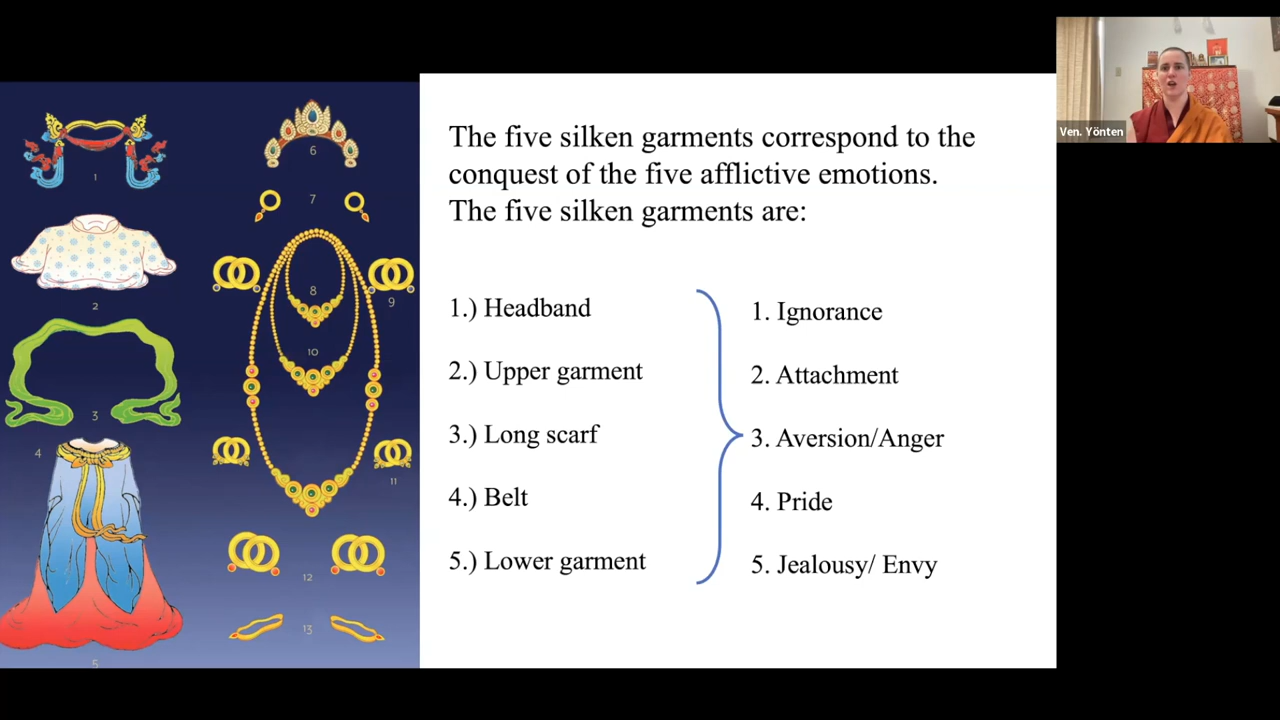 1
2
3
4
5
6
7
8
9
10
11
12
13
The five silken garments correspond to the
conquest of the five afflictive emotions.
The five silken garments are:
1.) Headband
2.) Upper garment
3.) Long scarf
4.) Belt
5.) Lower garment
1. Ignorance
2. Attachment
3. Aversion/Anger
4. Pride
5. Jealousy/ Envy
Ven. Yönten